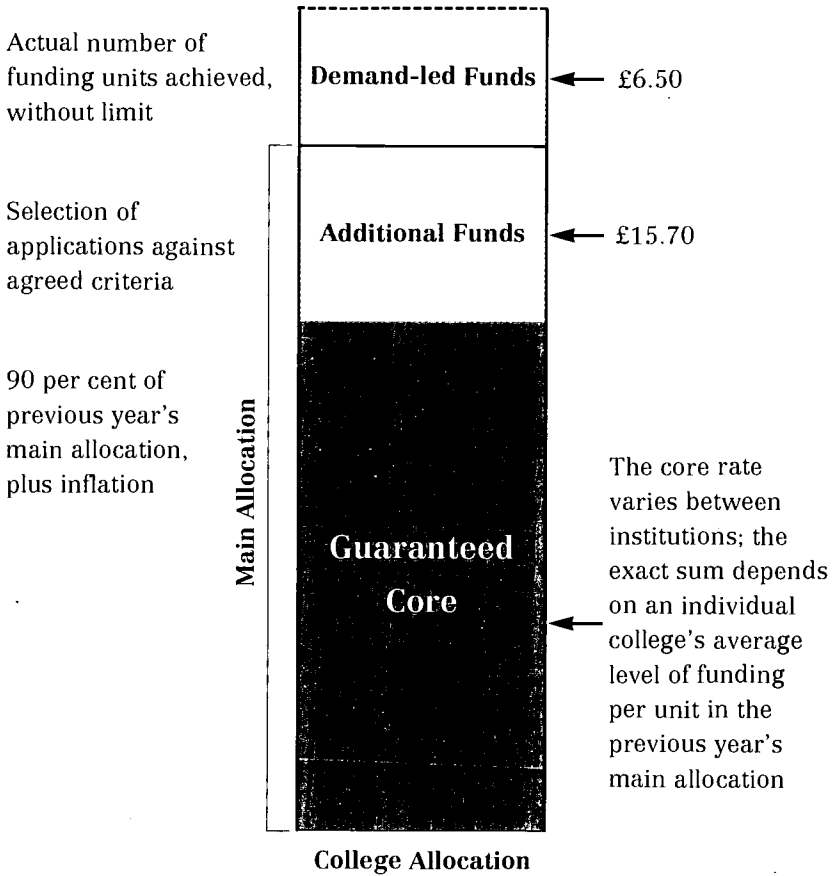 Actual number of
funding units achieved,
without limit
Demand-led Funds
£6.50
Selection of
applications against
agreed criteria
Additional Funds
£15.70
90 per cent of
previous year's
main allocation,
plus inflation
Main Allocation
Guaranteed
Core
The core rate
varies between
institutions; the
exact sum depends
on an individual
college's average
level of funding
per unit in the
previous year's
main allocation
College Allocation